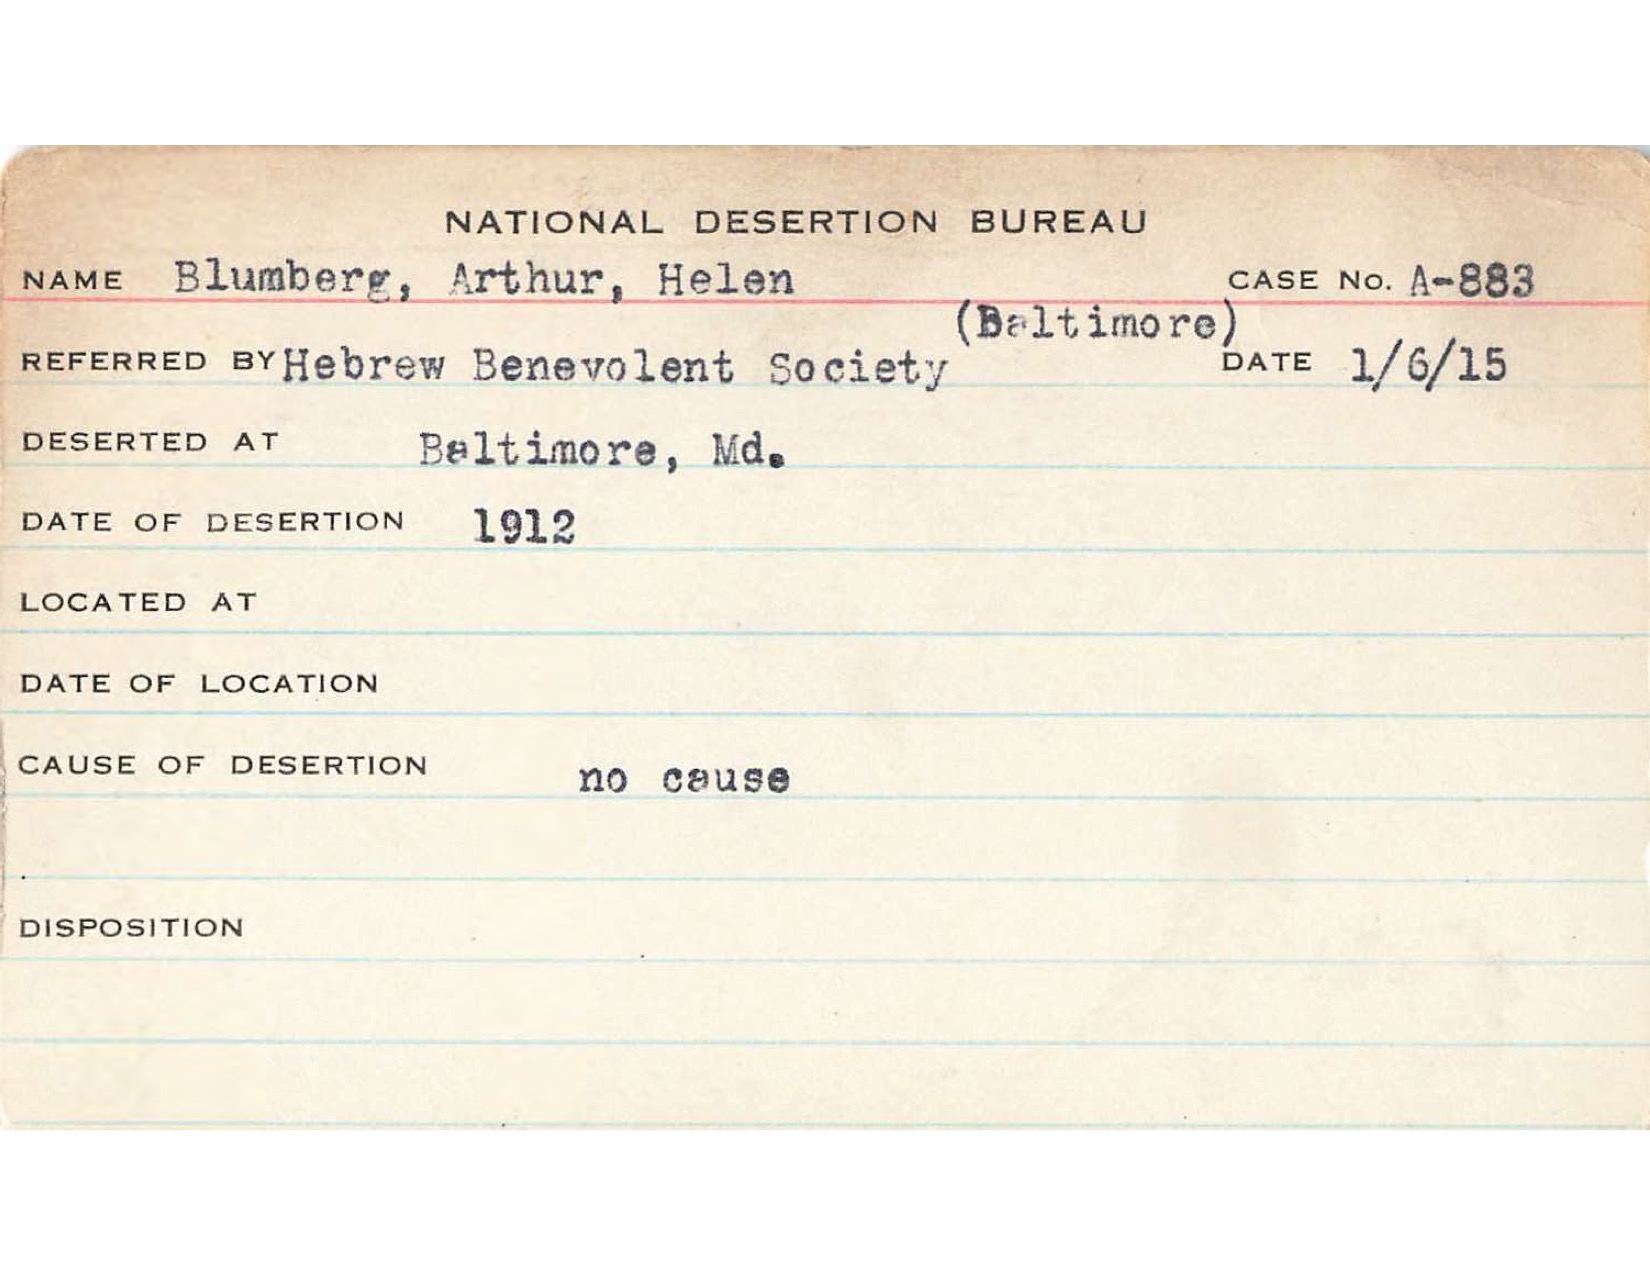 NATIONAL DESERTION BUREAU
NAME Blumberg, Arthur, Helen CASE No. A-883
(Baltimore)
REFERRED BY Hebrew Benevolent Society DATE 1/6/15
DESERTED AT Baltimore, Md.
DATE OF DESERTION 1912
LOCATED AT
DATE OF LOCATION
CAUSE OF DESERTION no cause
DISPOSITION